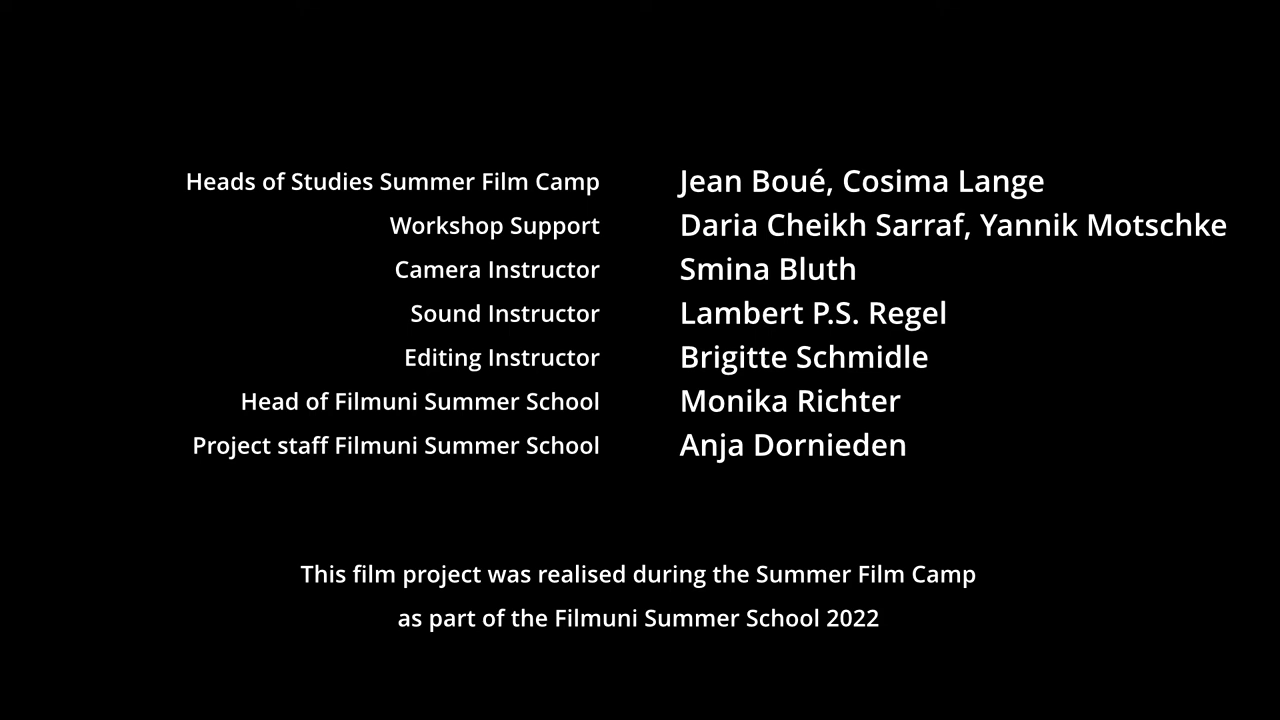 Heads of Studies Summer Film Camp Jean Boué, Cosima Lange
Workshop Support Daria Cheikh Sarraf, Yannik Motschke
Camera Instructor Smina Bluth
Sound Instructor Lambert P.S. Regel
Editing Instructor Brigitte Schmidle
Head of Filmuni Summer School Monika Richter
Project staff Filmuni Summer School Anja Dornieden
This film project was realised during the Summer Film Camp
as part of the Filmuni Summer School 2022